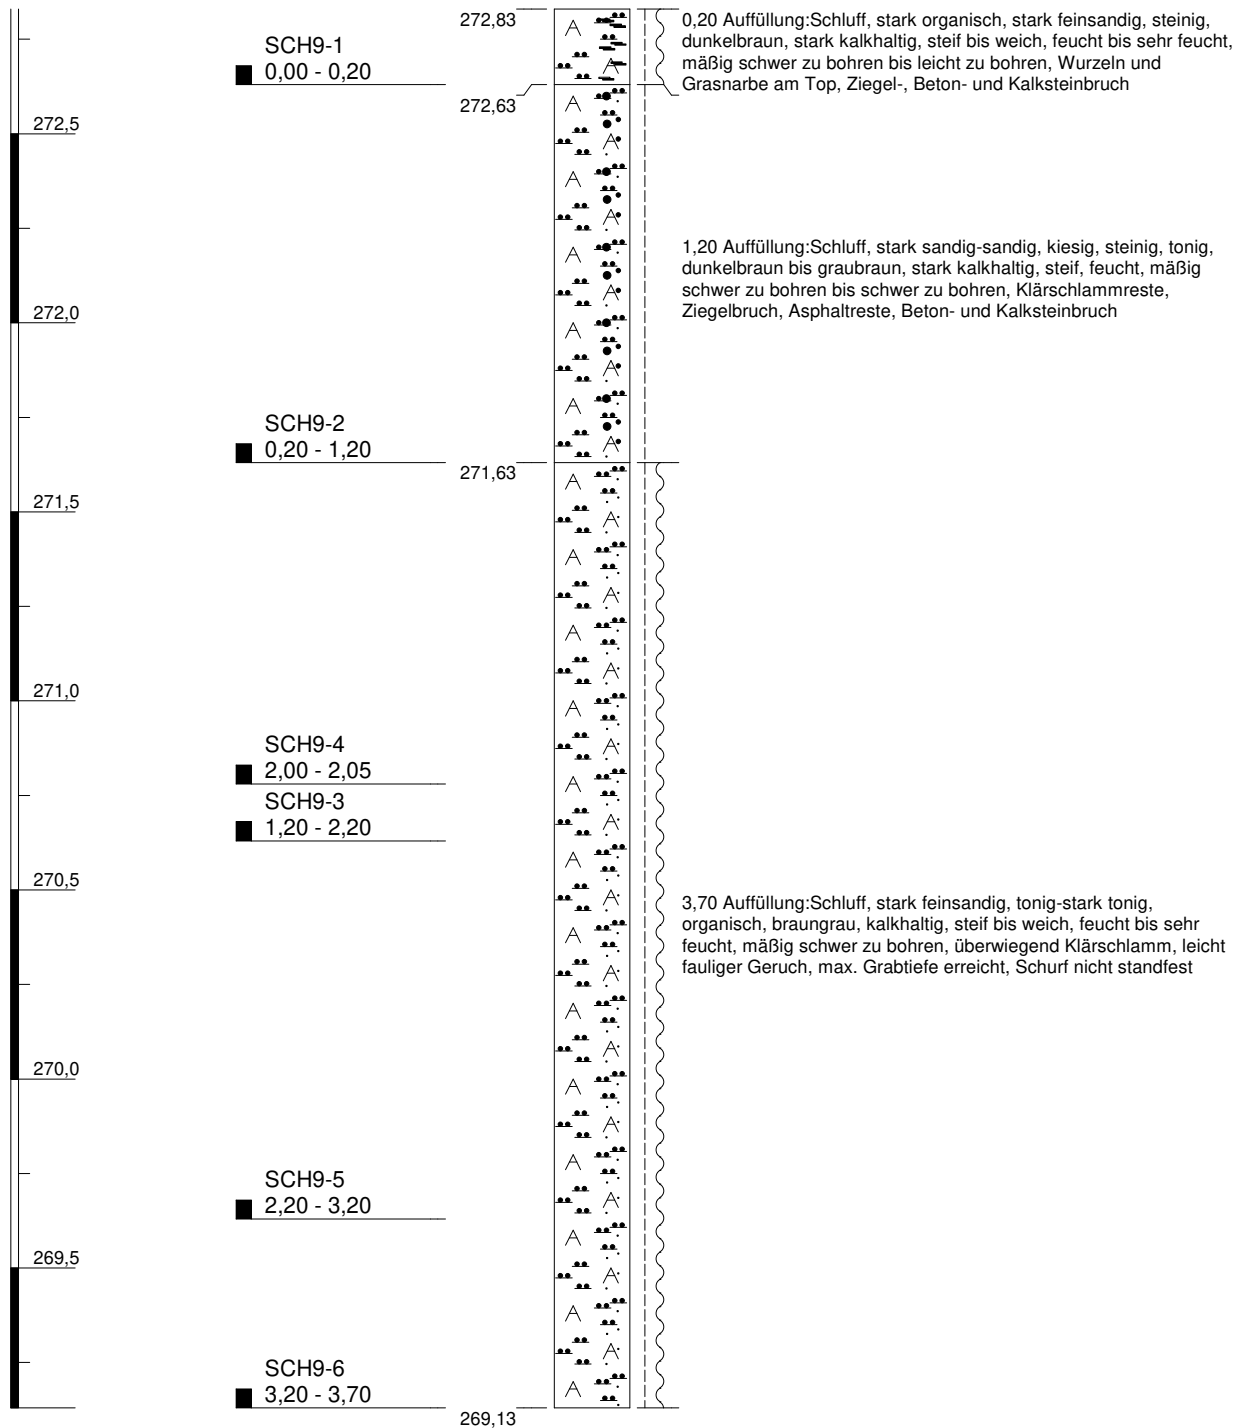 272,83
0,20 Auffüllung:Schluff, stark organisch, stark feinsandig, steinig,
dunkelbraun, stark kalkhaltig, steif bis weich, feucht bis sehr feucht,
mäßig schwer zu bohren bis leicht zu bohren, Wurzeln und
Grasnarbe am Top, Ziegel-, Beton- und Kalksteinbruch
SCH9-1
0,00 - 0,20
272,63
272,5
1,20 Auffüllung:Schluff, stark sandig-sandig, kiesig, steinig, tonig,
dunkelbraun bis graubraun, stark kalkhaltig, steif, feucht, mäßig
schwer zu bohren bis schwer zu bohren, Klärschlammreste,
Ziegelbruch, Asphaltreste, Beton- und Kalksteinbruch
272,0
SCH9-2
0,20 - 1,20
271,63
271,5
271,0
SCH9-4
2,00 - 2,05
SCH9-3
1,20 - 2,20
270,5
3,70 Auffüllung:Schluff, stark feinsandig, tonig-stark tonig,
organisch, braungrau, kalkhaltig, steif bis weich, feucht bis sehr
feucht, mäßig schwer zu bohren, überwiegend Klärschlamm, leicht
fauliger Geruch, max. Grabtiefe erreicht, Schurf nicht standfest
270,0
SCH9-5
2,20 - 3,20
269,5
SCH9-6
3,20 - 3,70
269,13